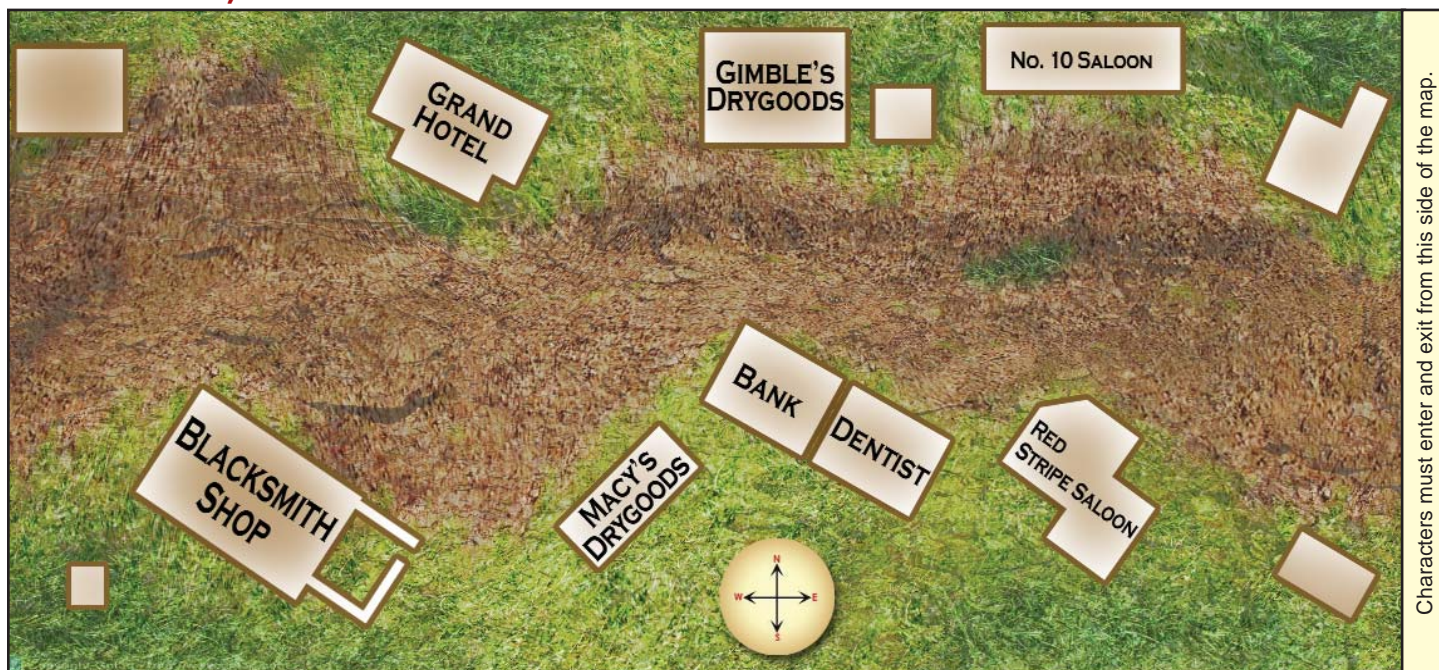 GRAND
HOTEL
GIMBLE'S
DRYGOODS
NO. 10 SALOON
BANK
DENTIST
RED
STRIPE SALOON
MACY'S
DRYGOODS
BLACKSMITH
SHOP
N
W
E
S
Characters must enter and exit from this side of the map.